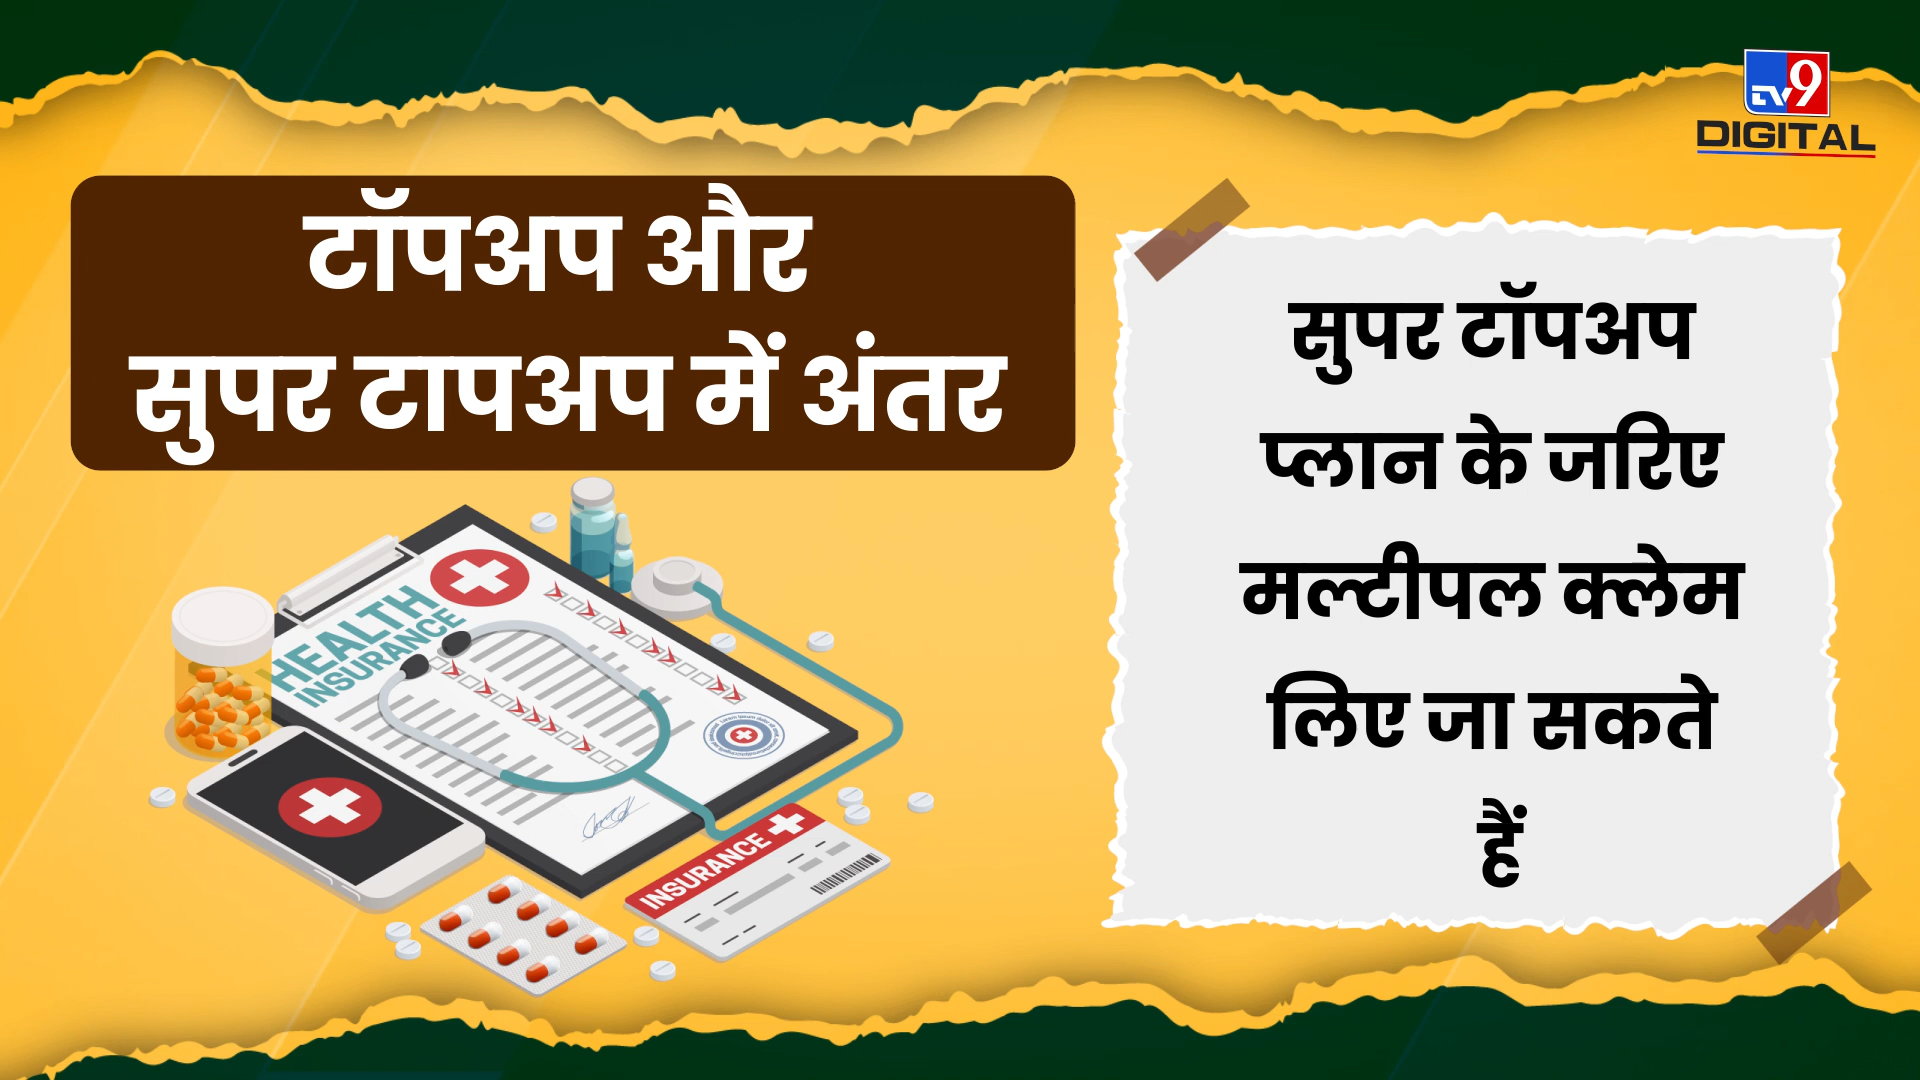 TV9
DIGITAL
टॉपअप और
सुपर टापअप में अंतर
सुपर टॉपअप
प्लान के जरिए
मल्टीपल क्लेम
लिए जा सकते
हैं
HEALTH
INSURANCE
INSURANCE